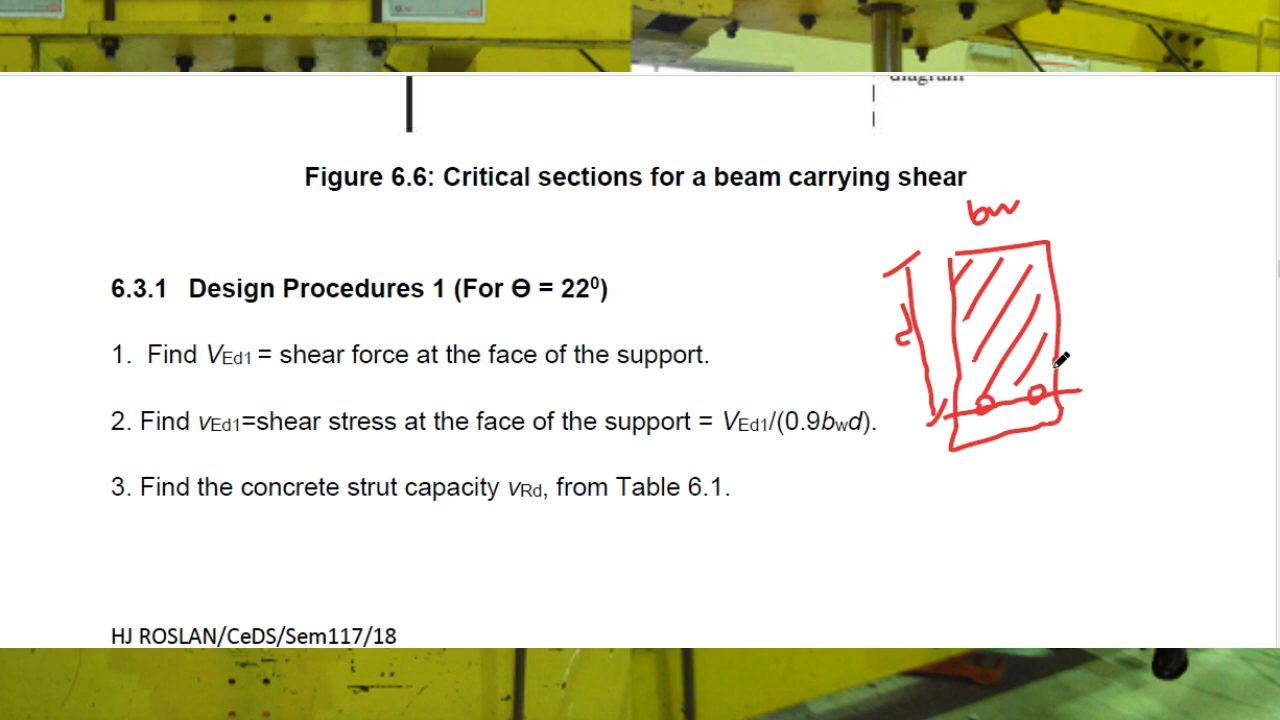 diagram
Figure 6.6: Critical sections for a beam carrying shear
bw
6.3.1 Design Procedures 1 (For Ɵ = 22⁰)
d
1. Find VEd1 = shear force at the face of the support.
2. Find vEd1=shear stress at the face of the support = VEd1/(0.9bwd).
3. Find the concrete strut capacity vRd, from Table 6.1.
HJ ROSLAN/CeDS/Sem117/18